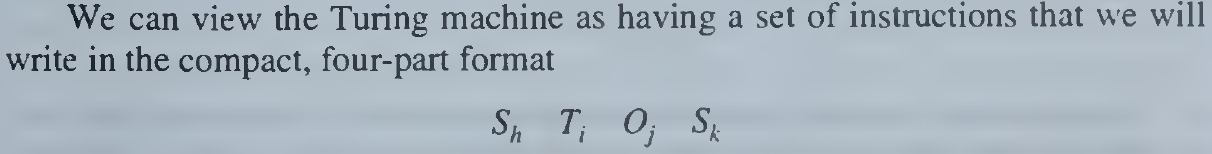 We can view the Turing machine as having a set of instructions that we will
write in the compact, four-part format
S_h T_i O_j S_k